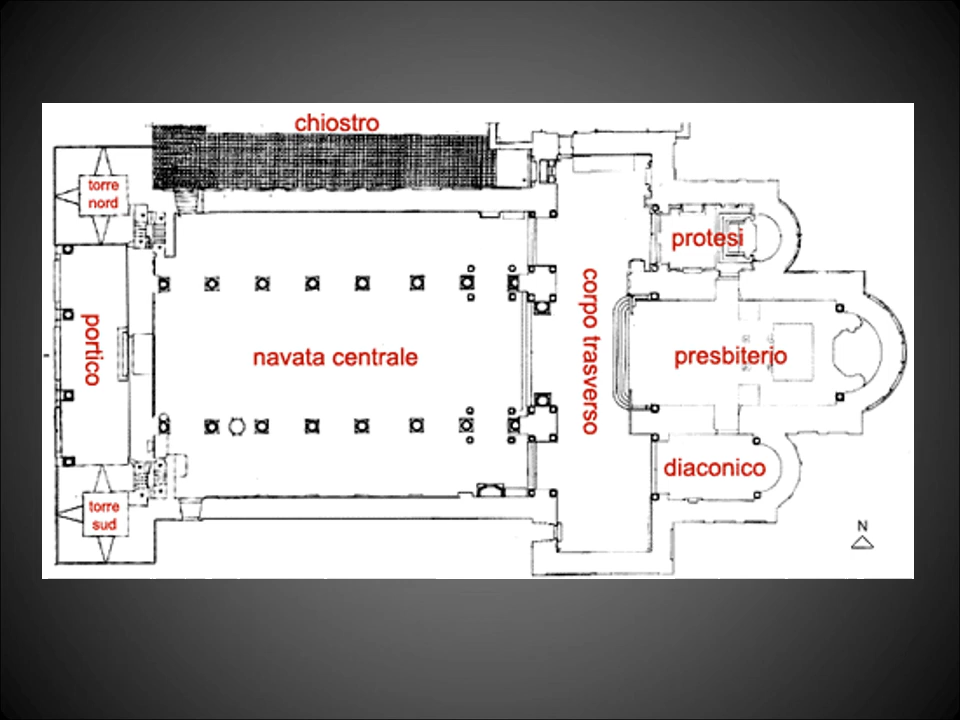 chiostro
torre
nord
protesi
portico
navata centrale
corpo trasverso
presbiterio
diaconico
torre
sud
N